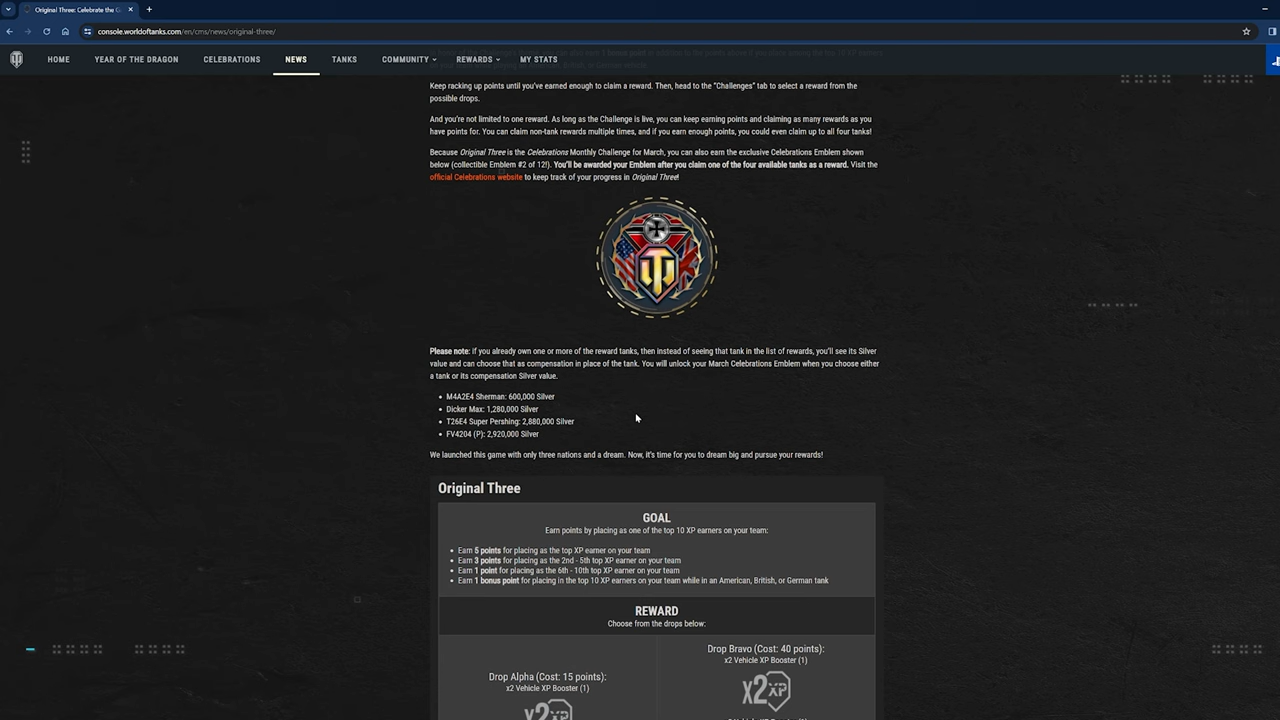 Original Three: Celebrate the G
console.worldoftanks.com/en/cms/news/original-three/
HOME
YEAR OF THE DRAGON
CELEBRATIONS
NEWS
TANKS
COMMUNITY
REWARDS
MY STATS
Keep racking up points until you've earned enough to claim a reward. Then, head to the "Challenges" tab to select a reward from the
possible drops.
And you're not limited to one reward. As long as the Challenge is live, you can keep earning points and claiming as many rewards as you
have points for. You can claim non-tank rewards multiple times, and if you earn enough points, you could even claim up to all four tanks!
Because Original Three is the Celebrations Monthly Challenge for March, you can also earn the exclusive Celebrations Emblem shown
below (collectible Emblem #2 of 12!). You'll be awarded your Emblem after you claim one of the four available tanks as a reward. Visit the
official Celebrations website to keep track of your progress in Original Three!
Please note: if you already own one or more of the reward tanks, then instead of seeing that tank in the list of rewards, you'll see its Silver
value and can choose that as compensation in place of the tank. You will unlock your March Celebrations Emblem when you choose either
a tank or its compensation Silver value.
• M4A2E4 Sherman: 600,000 Silver
• Dicker Max: 1,280,000 Silver
• T26E4 Super Pershing: 2,880,000 Silver
• FV4204 (P): 2,920,000 Silver
We launched this game with only three nations and a dream. Now, it's time for you to dream big and pursue your rewards!
Original Three
GOAL
Earn points by placing as one of the top 10 XP earners on your team:
• Earn 5 points for placing as the top XP earner on your team
• Earn 3 points for placing as the 2nd - 5th top XP earner on your team
• Earn 1 point for placing as the 6th - 10th top XP earner on your team
• Earn 1 bonus point for placing in the top 10 XP earners on your team while in an American, British, or German tank
REWARD
Choose from the drops below:
Drop Alpha (Cost: 15 points):
x2 Vehicle XP Booster (1)
Drop Bravo (Cost: 40 points):
x2 Vehicle XP Booster (1)
x2 XP
x2 XP